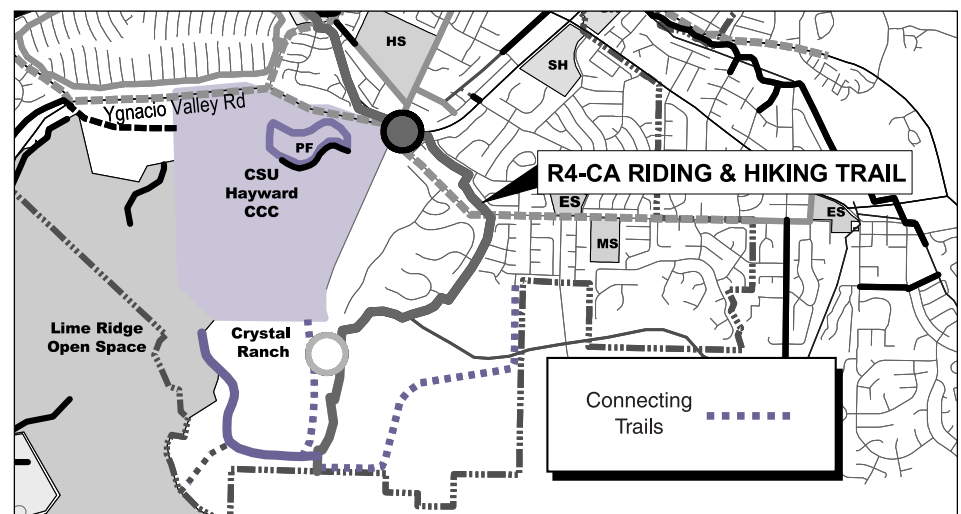 HS
SH
Ygnacio Valley Rd
PF
CSU
Hayward
CCC
R4-CA RIDING & HIKING TRAIL
ES
ES
MS
Lime Ridge
Open Space
Crystal
Ranch
Connecting
Trails